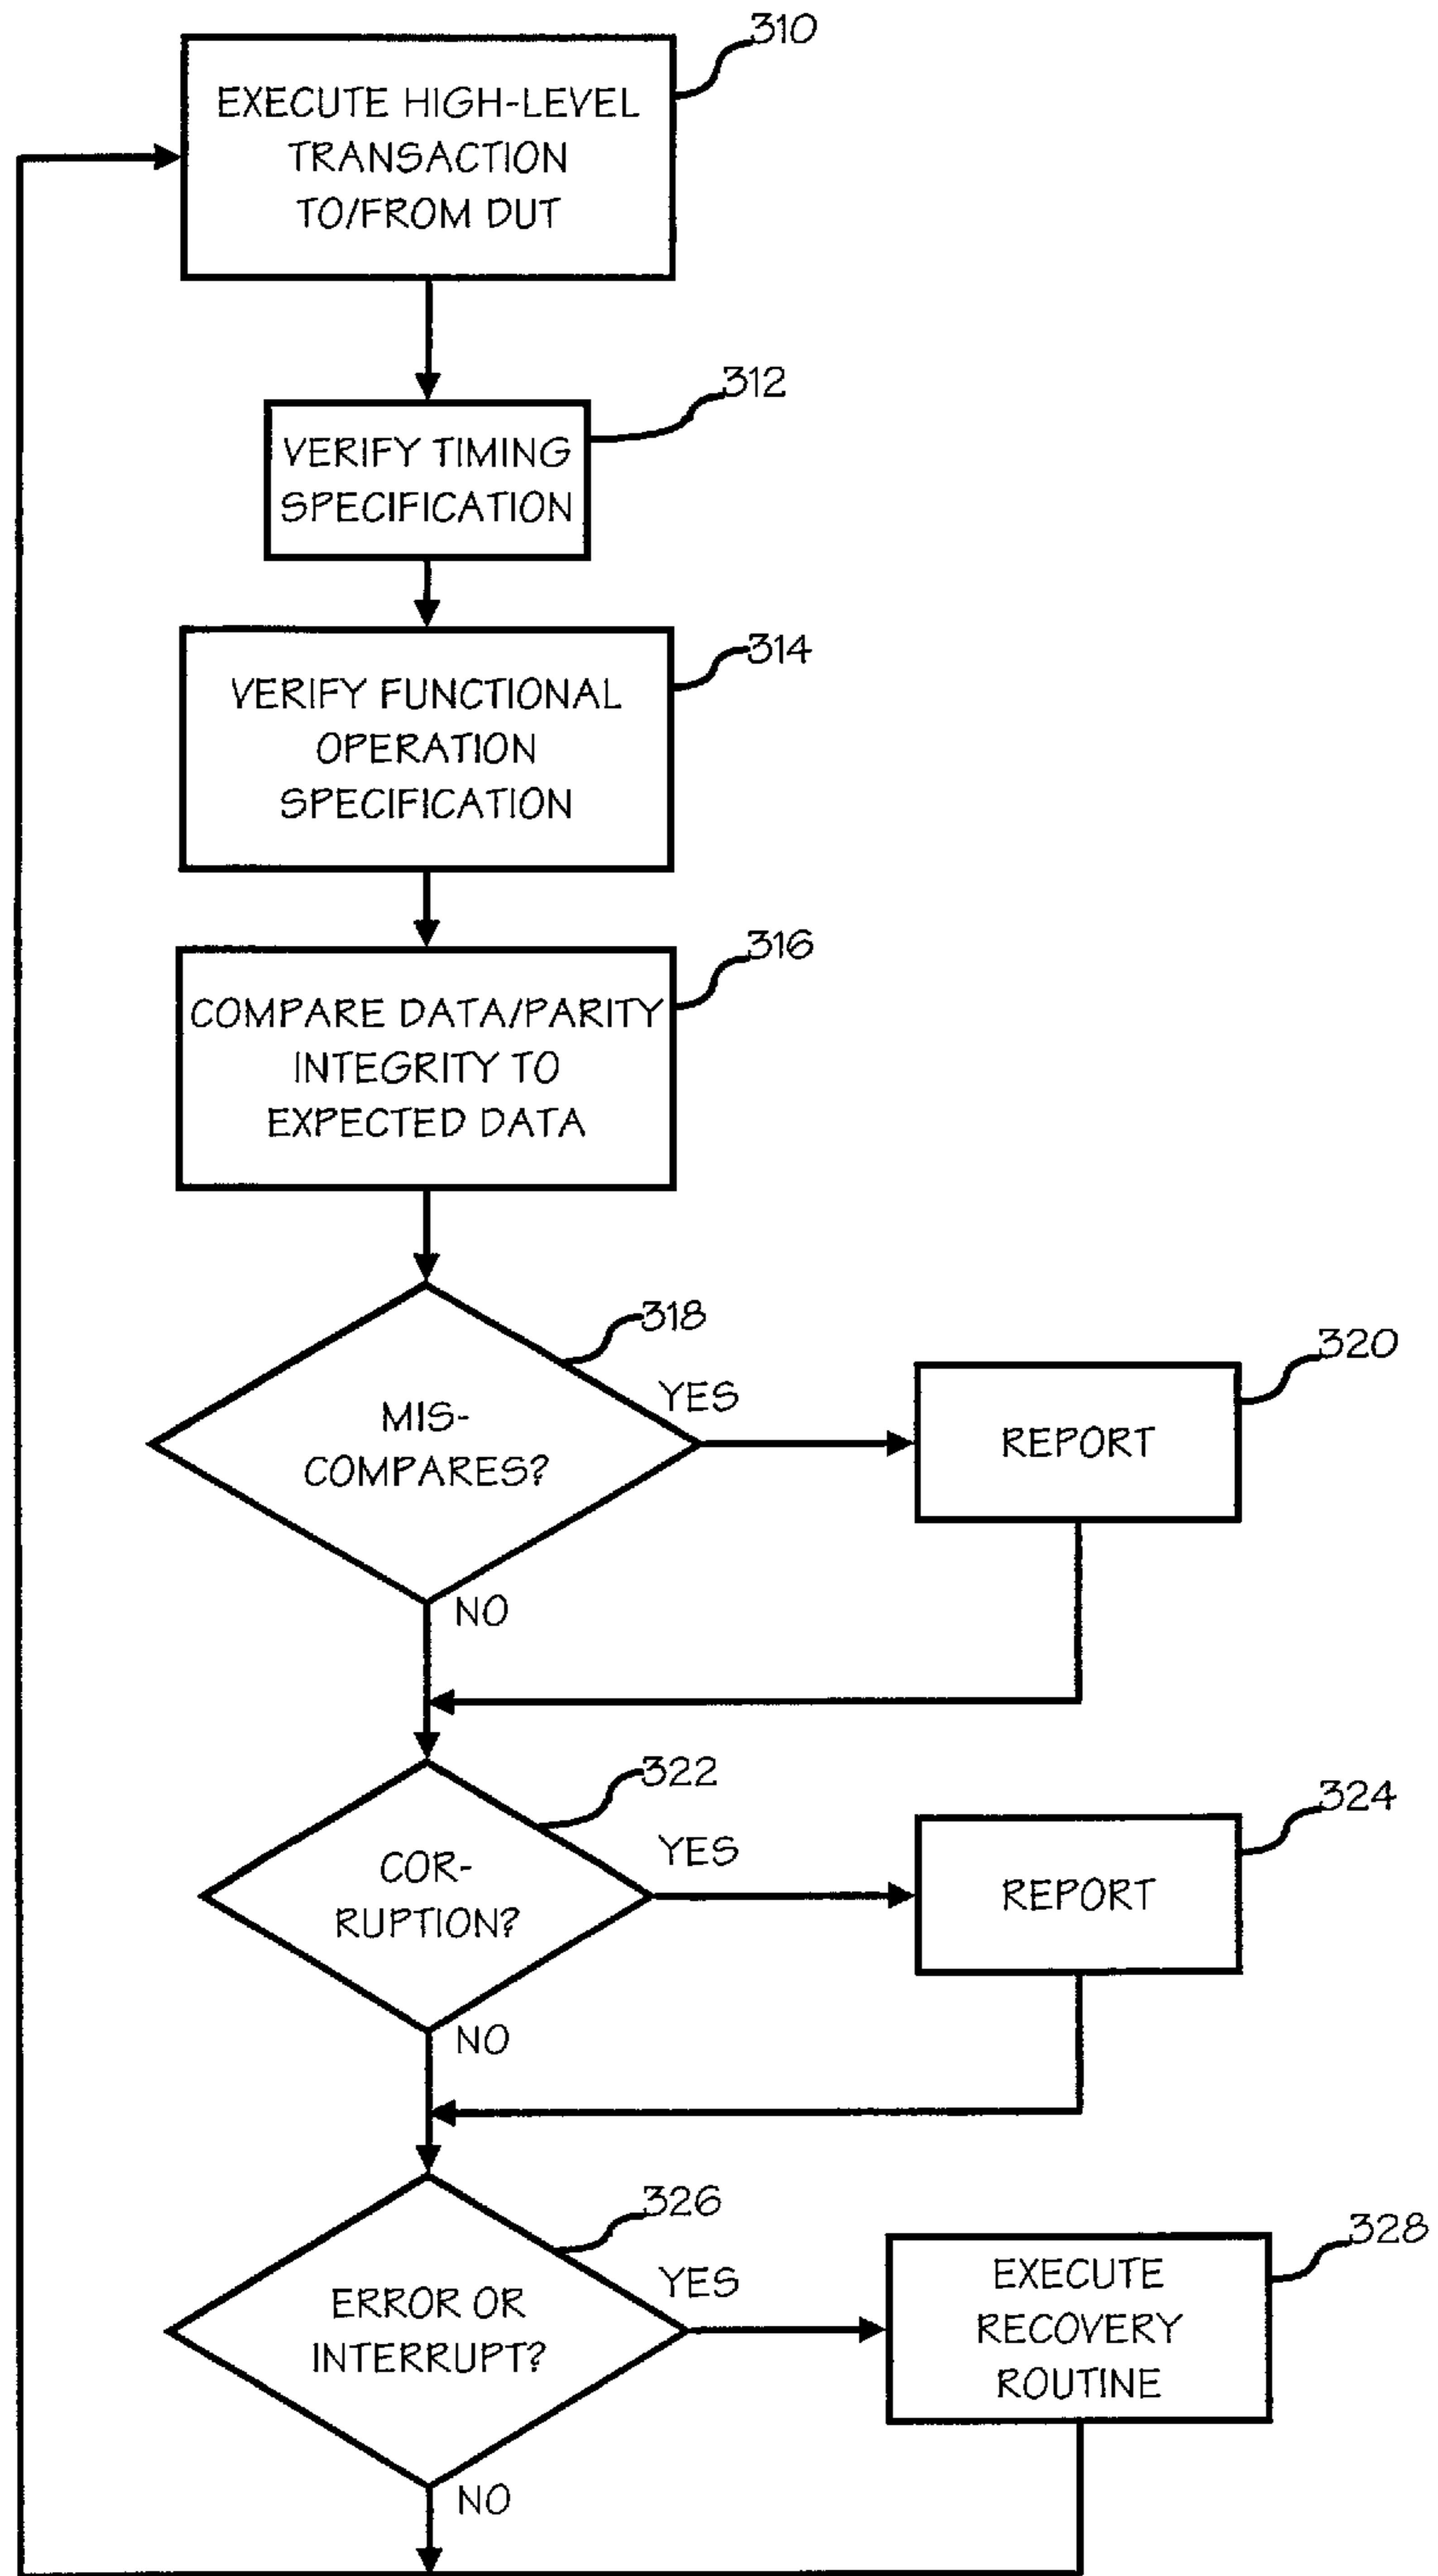 310
EXECUTE HIGH-LEVEL
TRANSACTION
TO/FROM DUT
312
VERIFY TIMING
SPECIFICATION
314
VERIFY FUNCTIONAL
OPERATION
SPECIFICATION
316
COMPARE DATA/PARITY
INTEGRITY TO
EXPECTED DATA
318
MIS-
COMPARES?
YES
NO
320
REPORT
322
COR-
RUPTION?
YES
NO
324
REPORT
326
ERROR OR
INTERRUPT?
YES
NO
328
EXECUTE
RECOVERY
ROUTINE